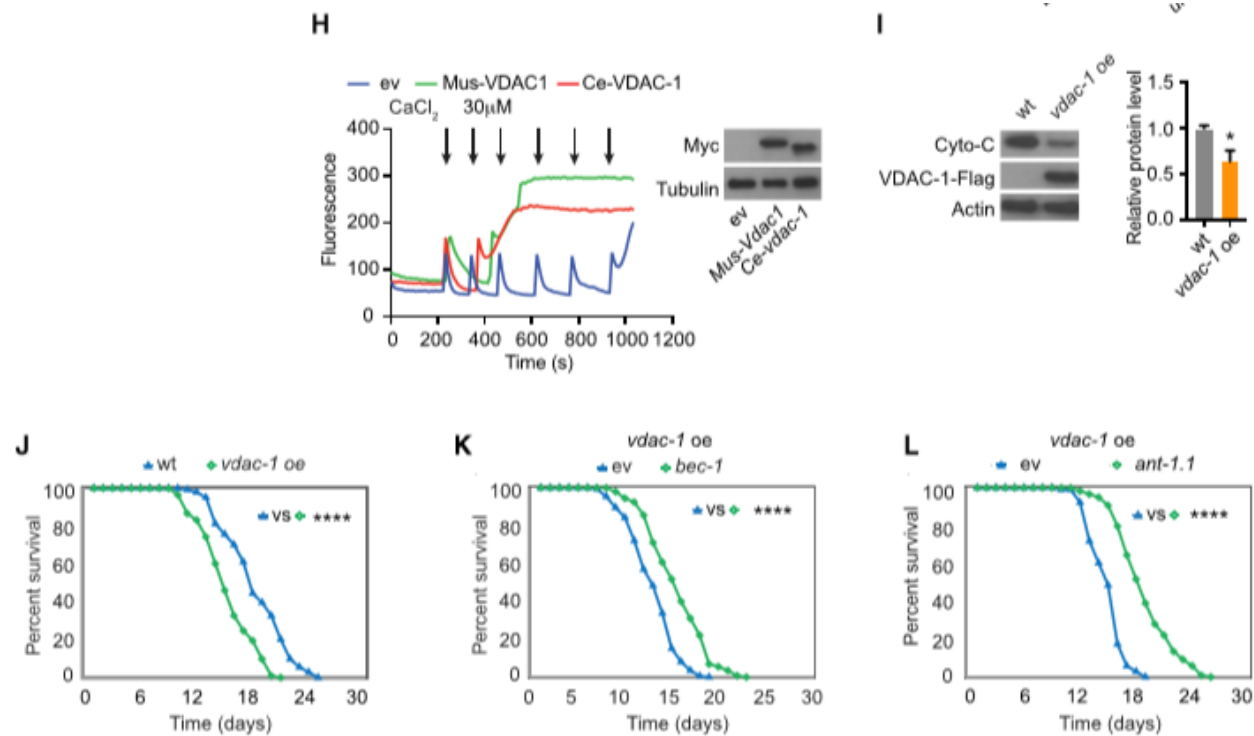 H
ev Mus-VDAC1 Ce-VDAC-1
CaCl₂ 30µM
400
300
200
100
0
Fluorescence
0 200 400 600 800 1000 1200
Time (s)
Myc
Tubulin
ev
Mus-Vdac1
Ce-vdac-1
I
wt
vdac-1 oe
Cyto-C
VDAC-1-Flag
Actin
1.5
1.0
0.5
0.0
Relative protein level
*
wt
vdac-1 oe
J
wt vdac-1 oe
vs ****
100
80
60
40
20
0
Percent survival
0 6 12 18 24 30
Time (days)
K
vdac-1 oe
ev bec-1
vs ****
100
80
60
40
20
0
Percent survival
0 5 10 15 20 25 30
Time (days)
L
vdac-1 oe
ev ant-1.1
vs ****
100
80
60
40
20
0
Percent survival
0 6 12 18 24 30
Time (days)